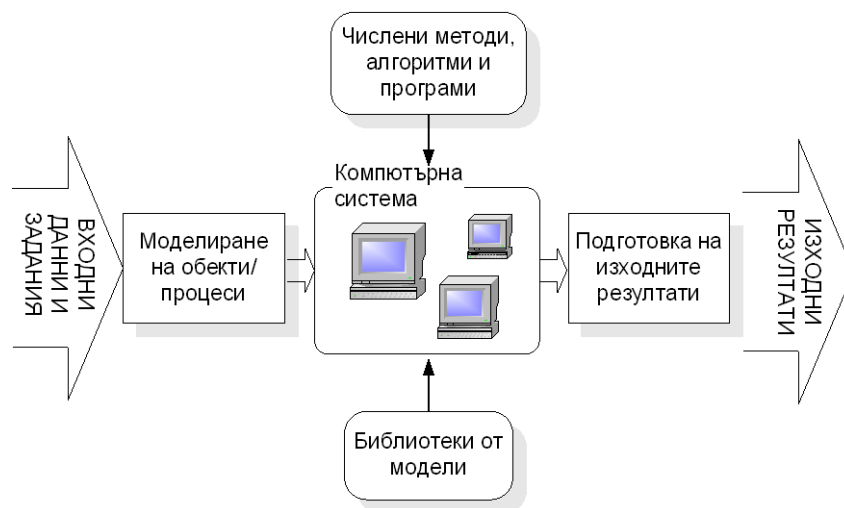 Числени методи,
алгоритми и
програми
ВХОДНИ
ДАННИ И
ЗАДАНИЯ
Моделиране
на обекти/
процеси
Компютърна
система
Подготовка на
изходните
резултати
ИЗХОДНИ
РЕЗУЛТАТИ
Библиотеки от
модели